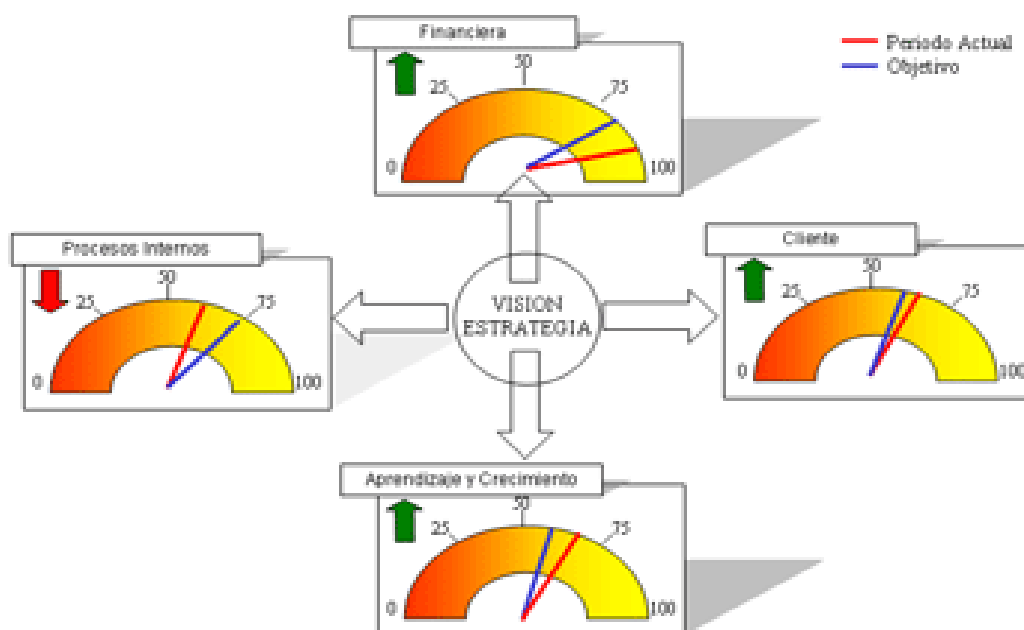 Financiera
50
25
75
0
100
Periodo Actual
Objetivo
Procesos Internos
50
25
75
0
100
VISION
ESTRATEGIA
Cliente
50
25
75
0
100
Aprendizaje y Crecimiento
50
25
75
0
100